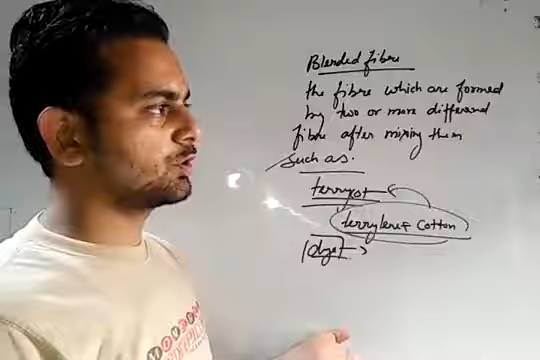 Blended fibre
the fibre which are formed
by two or more different
fibre after mixing them
such as.
terrycot
terrylene+ Cotton